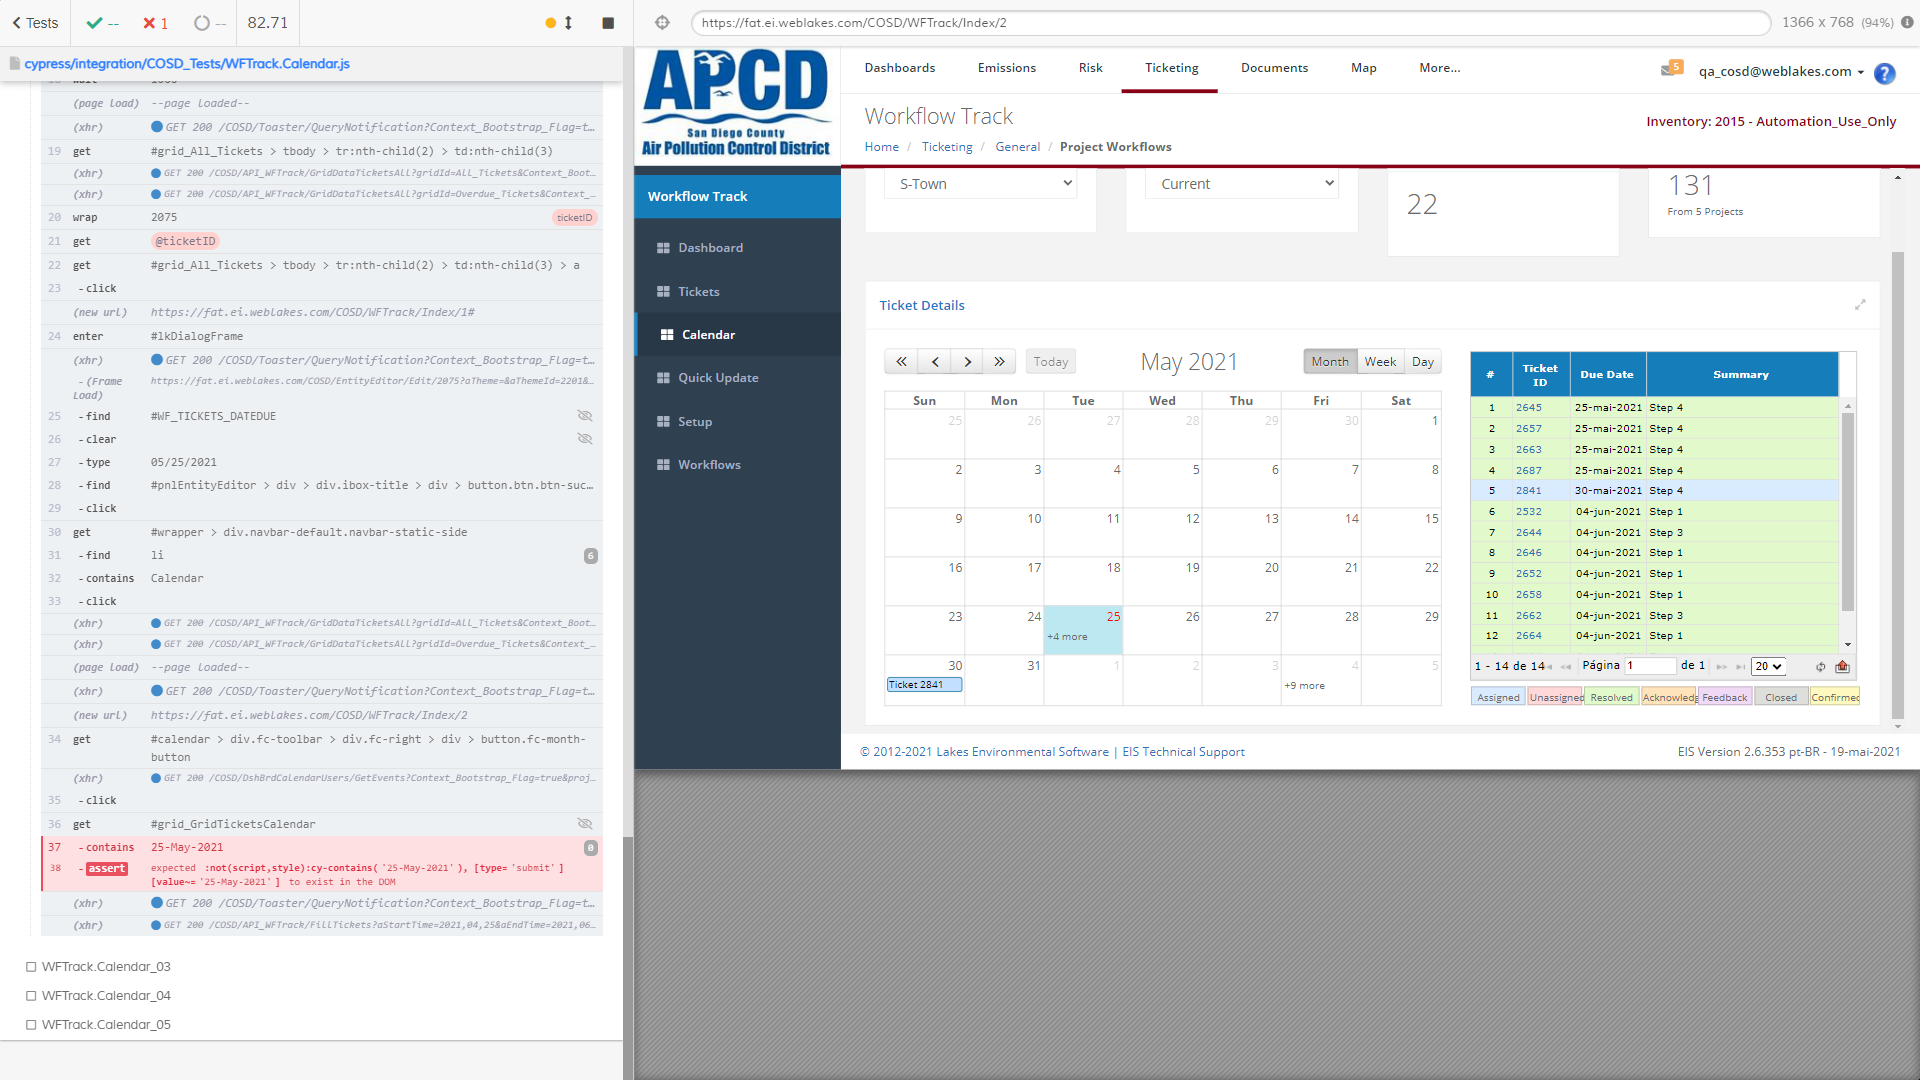 Tests
--
1
--
82.71
cypress/integration/COSD_Tests/WFTrack.Calendar.js
(page load) --page loaded--
(xhr) GET 200 /COSD/Toaster/QueryNotification?Context_Bootstrap_Flag=t...
19 get #grid_All_Tickets > tbody > tr:nth-child(2) > td:nth-child(3)
(xhr) GET 200 /COSD/API_WFTrack/GridDataTicketsAll?gridId=All_Tickets&Context_Boot...
(xhr) GET 200 /COSD/API_WFTrack/GridDataTicketsAll?gridId=Overdue_Tickets&Context_...
20 wrap 2075 ticketID
21 get @ticketID
22 get #grid_All_Tickets > tbody > tr:nth-child(2) > td:nth-child(3) > a
23 -click
(new url) https://fat.ei.weblakes.com/COSD/WFTrack/Index/1#
24 enter #lkDialogFrame
(xhr) GET 200 /COSD/Toaster/QueryNotification?Context_Bootstrap_Flag=t...
-(Frame Load) https://fat.ei.weblakes.com/COSD/EntityEditor/Edit/2075?aTheme=&aThemeId=2201&...
25 -find #WF_TICKETS_DATEDUE
26 -clear
27 -type 05/25/2021
28 -find #pnlEntityEditor > div > div.ibox-title > div > button.btn.btn-suc...
29 -click
30 get #wrapper > div.navbar-default.navbar-static-side
31 -find li 6
32 -contains Calendar
33 -click
(xhr) GET 200 /COSD/API_WFTrack/GridDataTicketsAll?gridId=All_Tickets&Context_Boot...
(xhr) GET 200 /COSD/API_WFTrack/GridDataTicketsAll?gridId=Overdue_Tickets&Context_...
(page load) --page loaded--
(xhr) GET 200 /COSD/Toaster/QueryNotification?Context_Bootstrap_Flag=t...
(new url) https://fat.ei.weblakes.com/COSD/WFTrack/Index/2
34 get #calendar > div.fc-toolbar > div.fc-right > div > button.fc-month-
button
(xhr) GET 200 /COSD/DshBrdCalendarUsers/GetEvents?Context_Bootstrap_Flag=true&proj...
35 -click
36 get #grid_GridTicketsCalendar
37 -contains 25-May-2021 0
38 -assert expected :not(script,style):cy-contains('25-May-2021'), [type='submit']
[value~='25-May-2021'] to exist in the DOM
(xhr) GET 200 /COSD/Toaster/QueryNotification?Context_Bootstrap_Flag=t...
(xhr) GET 200 /COSD/API_WFTrack/FillTickets?aStartTime=2021,04,25&aEndTime=2021,06...
WFTrack.Calendar_03
WFTrack.Calendar_04
WFTrack.Calendar_05
https://fat.ei.weblakes.com/COSD/WFTrack/Index/2
1366 x 768 (94%)
APCD
San Diego County
Air Pollution Control District
Dashboards Emissions Risk Ticketing Documents Map More...
5
qa_cosd@weblakes.com
?
Workflow Track
Inventory: 2015 - Automation_Use_Only
Home / Ticketing / General / Project Workflows
Workflow Track
Dashboard
Tickets
Calendar
Quick Update
Setup
Workflows
S-Town
Current
22
131
From 5 Projects
Ticket Details
Today
May 2021
Month Week Day
Sun Mon Tue Wed Thu Fri Sat
25 26 27 28 29 30 1
2 3 4 5 6 7 8
9 10 11 12 13 14 15
16 17 18 19 20 21 22
23 24 25 26 27 28 29
+4 more
30 31 1 2 3 4 5
Ticket 2841
+9 more
# Ticket ID Due Date Summary
1 2645 25-mai-2021 Step 4
2 2657 25-mai-2021 Step 4
3 2663 25-mai-2021 Step 4
4 2687 25-mai-2021 Step 4
5 2841 30-mai-2021 Step 4
6 2532 04-jun-2021 Step 1
7 2644 04-jun-2021 Step 3
8 2646 04-jun-2021 Step 1
9 2652 04-jun-2021 Step 1
10 2658 04-jun-2021 Step 1
11 2662 04-jun-2021 Step 3
12 2664 04-jun-2021 Step 1
1 - 14 de 14 Página 1 de 1 20
Assigned Unassigned Resolved Acknowledg Feedback Closed Confirmed
© 2012-2021 Lakes Environmental Software | EIS Technical Support
EIS Version 2.6.353 pt-BR - 19-mai-2021